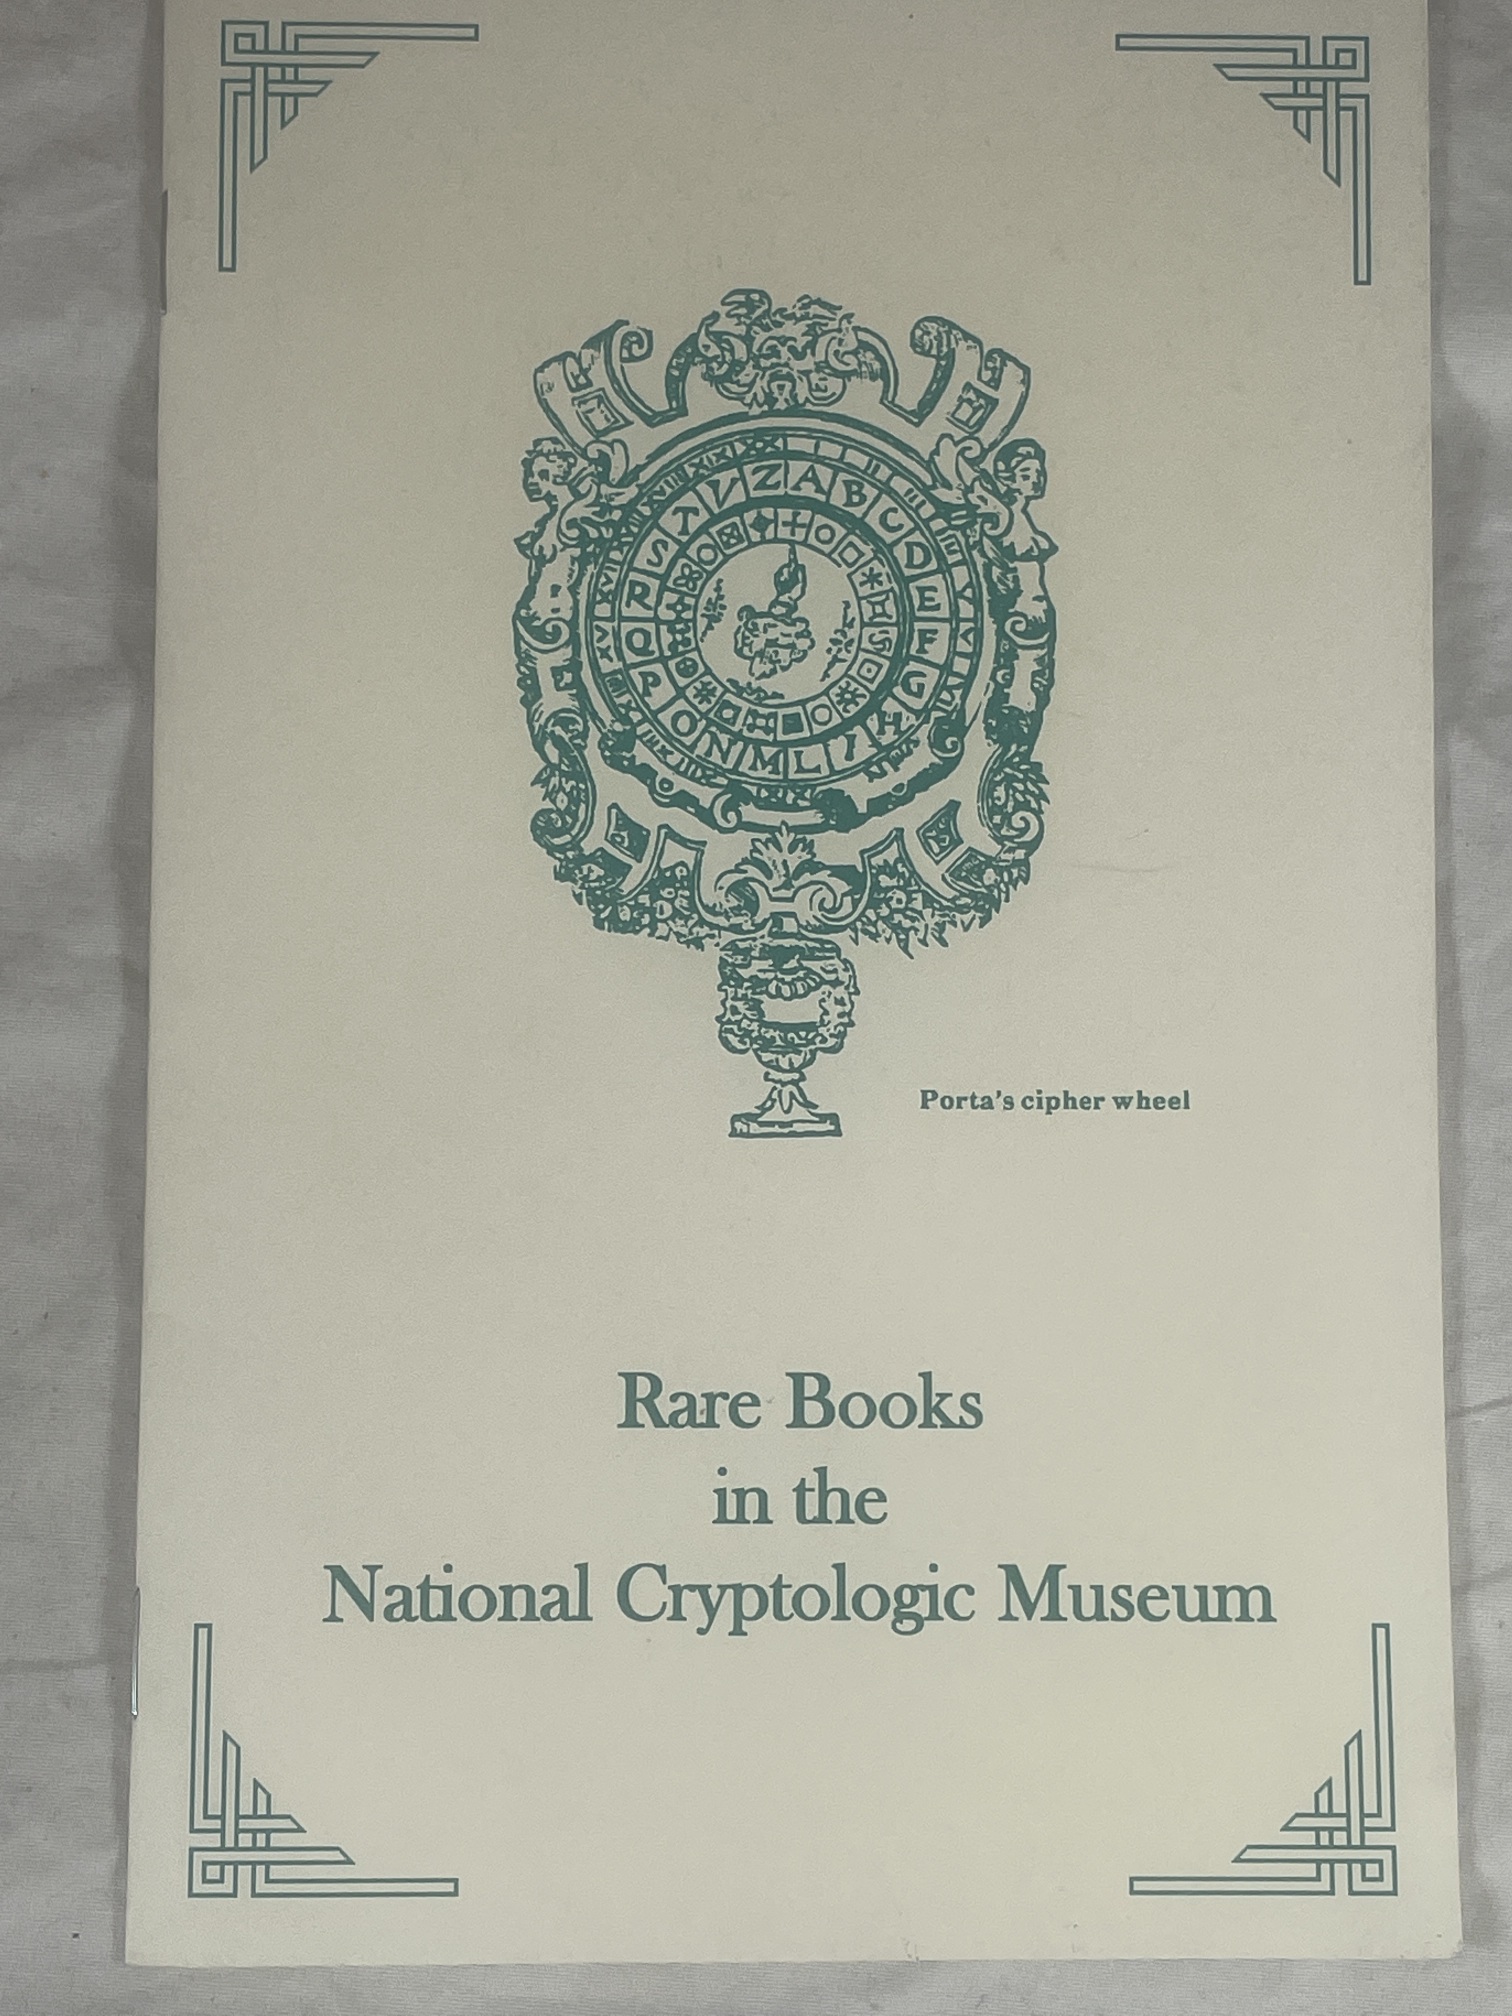 Z A B C D E F G H I L M N O P Q R S T V
Porta's cipher wheel
Rare Books
in the
National Cryptologic Museum